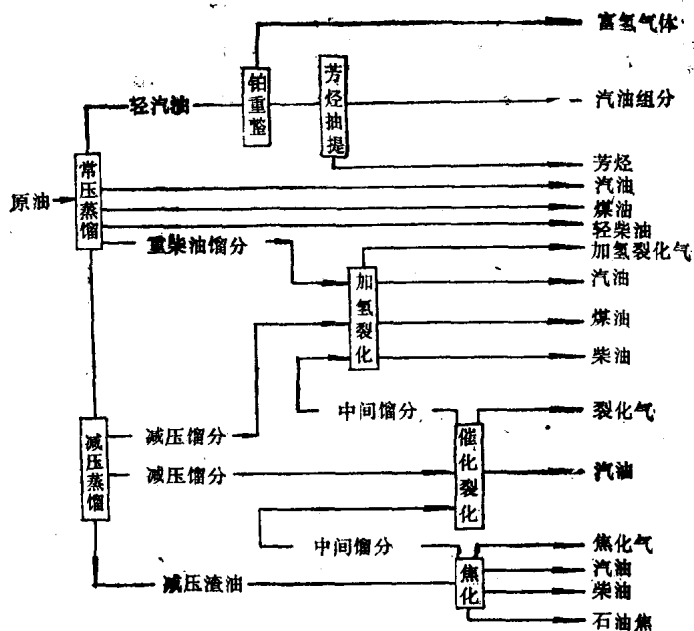 富氢气体
铂重整
芳烃油提
轻汽油
汽油组分
芳烃
常压蒸馏
原油
汽油
煤油
轻柴油
重柴油馏分
加氢裂化气
加氢裂化
汽油
煤油
柴油
中间馏分
裂化气
减压蒸馏
减压馏分
催化裂化
减压馏分
汽油
中间馏分
焦化气
焦化
汽油
减压渣油
柴油
石油焦